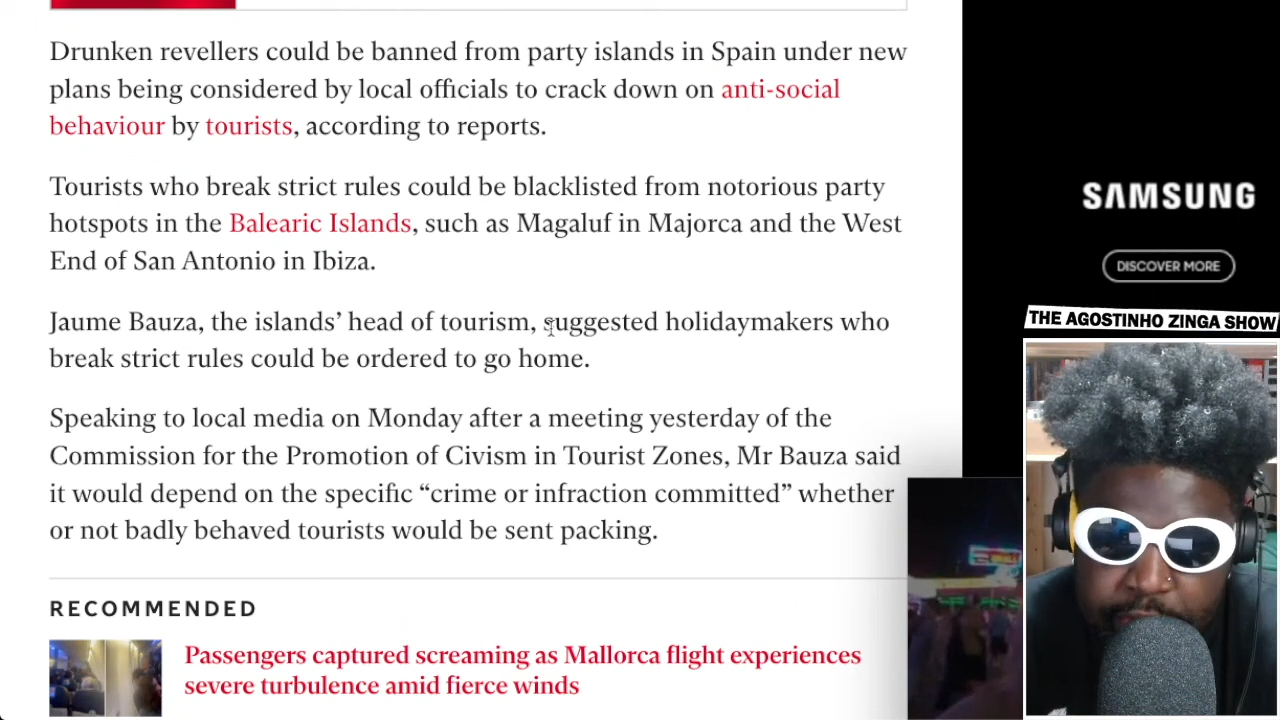 Drunken revellers could be banned from party islands in Spain under new
plans being considered by local officials to crack down on anti-social
behaviour by tourists, according to reports.
Tourists who break strict rules could be blacklisted from notorious party
hotspots in the Balearic Islands, such as Magaluf in Majorca and the West
End of San Antonio in Ibiza.
Jaume Bauza, the islands’ head of tourism, suggested holidaymakers who
break strict rules could be ordered to go home.
Speaking to local media on Monday after a meeting yesterday of the
Commission for the Promotion of Civism in Tourist Zones, Mr Bauza said
it would depend on the specific “crime or infraction committed” whether
or not badly behaved tourists would be sent packing.
RECOMMENDED
Passengers captured screaming as Mallorca flight experiences
severe turbulence amid fierce winds
SAMSUNG
DISCOVER MORE
THE AGOSTINHO ZINGA SHOW